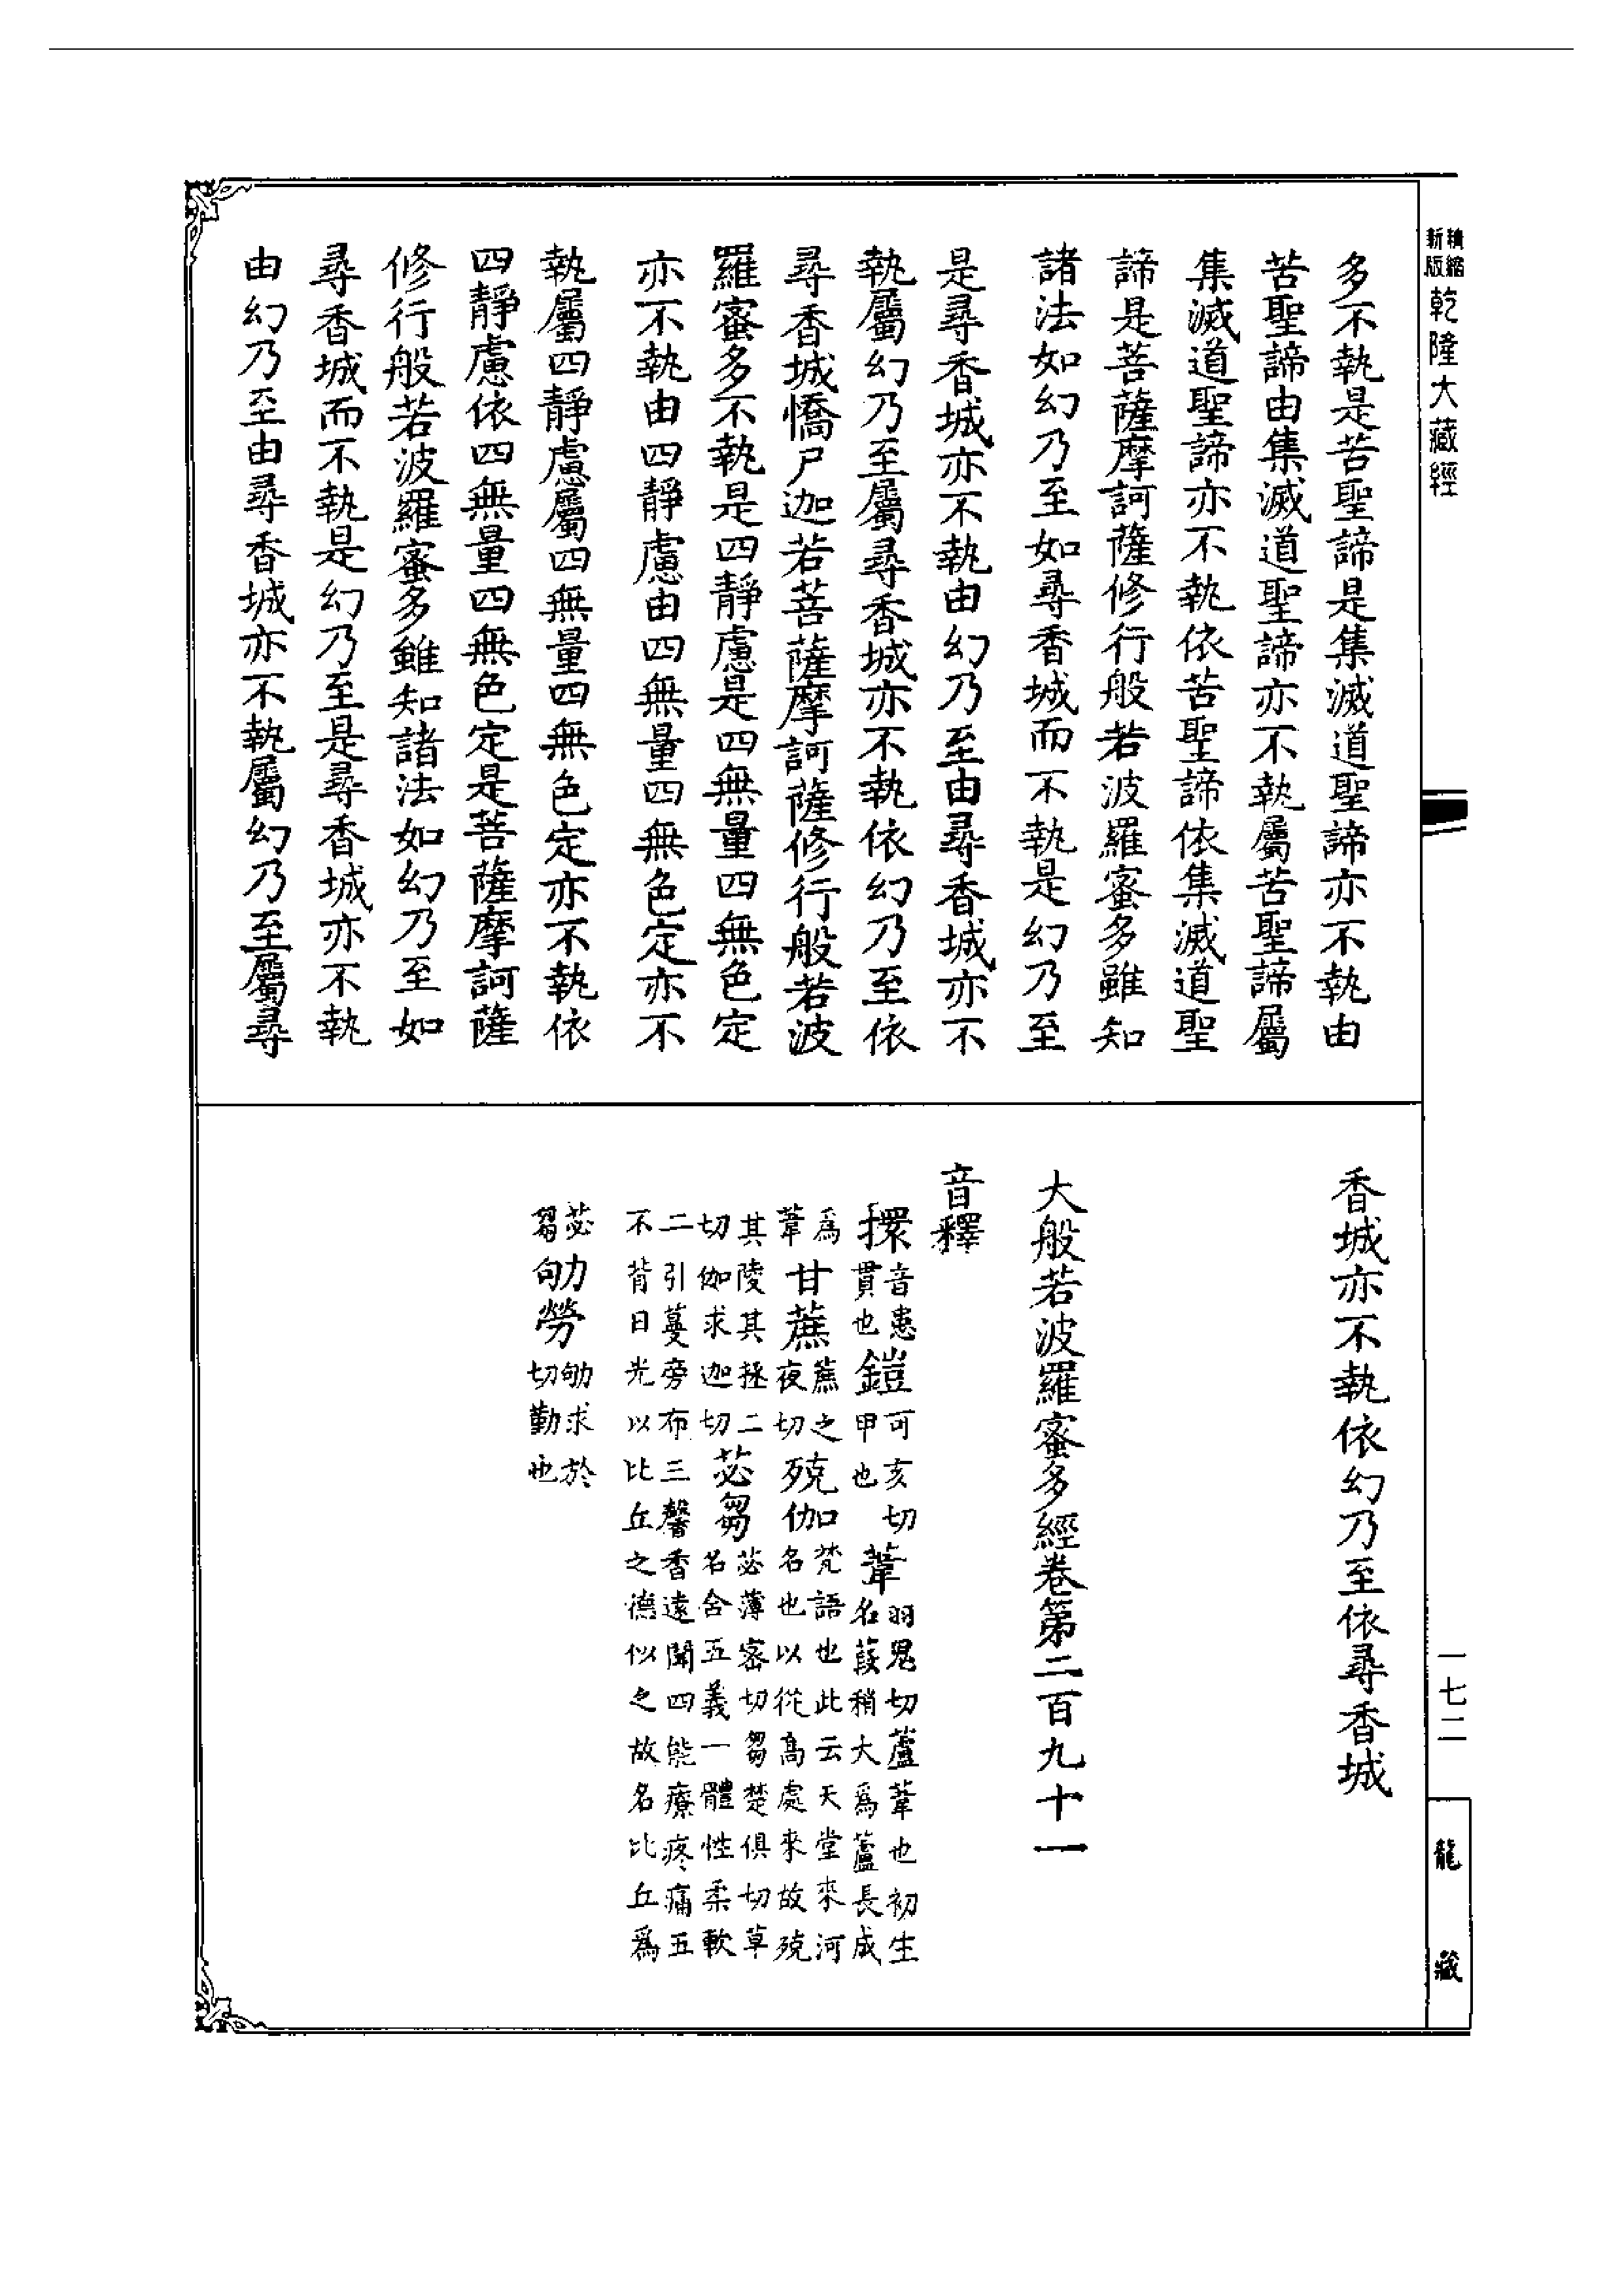 精縮新版乾隆大藏經
多不執是苦聖諦是集滅道聖諦亦不執由
苦聖諦由集滅道聖諦亦不執屬苦聖諦屬
集滅道聖諦亦不執依苦聖諦依集滅道聖
諦是菩薩摩訶薩修行般若波羅蜜多雖知
諸法如幻乃至如尋香城而不執是幻乃至
是尋香城亦不執由幻乃至由尋香城亦不
執屬幻乃至屬尋香城亦不執依幻乃至依
尋香城憍尸迦若菩薩摩訶薩修行般若波
羅蜜多不執是四靜慮是四無量四無色定
亦不執由四靜慮由四無量四無色定亦不
執屬四靜慮屬四無量四無色定亦不執依
四靜慮依四無量四無色定是菩薩摩訶薩
修行般若波羅蜜多雖知諸法如幻乃至如
尋香城而不執是幻乃至是尋香城亦不執
由幻乃至由尋香城亦不執屬幻乃至屬尋
香城亦不執依幻乃至依尋香城
大般若波羅蜜多經卷第二百九十一
音釋
擐音患貫也鎧可亥切甲也葦羽鬼切蘆葦也初生名葭稍大爲蘆長成
爲葦甘蔗蔗之夜切殑伽梵語也此云天堂來河名也以從高處來故殑
其陵其拯二切伽求迦切苾芻苾薄密切芻楚俱切草名含五義一體性柔軟
二引蔓旁布三馨香遠聞四能療疼痛五不背日光以比丘之德似之故名比丘爲
苾芻劬勞劬求於切勤也
一七二
龍藏